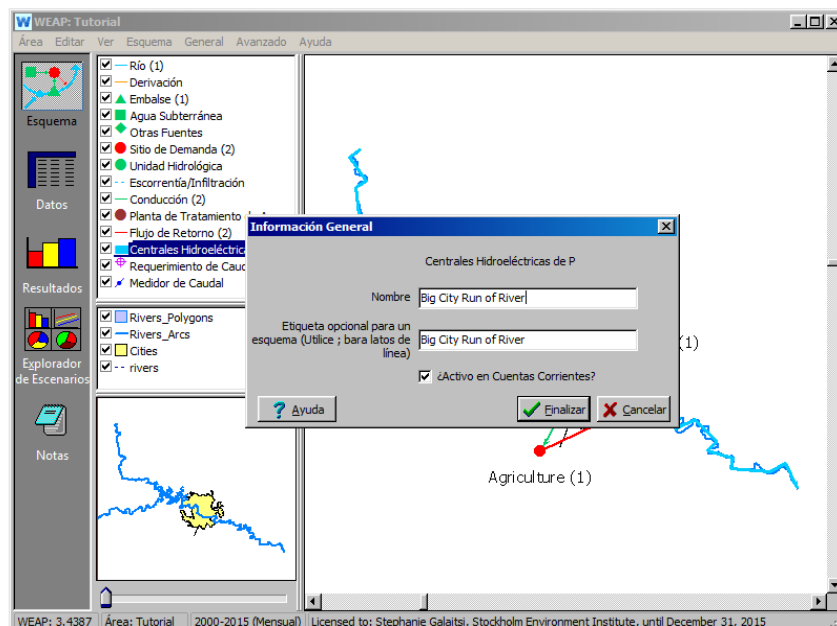 WEAP: Tutorial
Área Editar Ver Esquema General Avanzado Ayuda
Esquema
Datos
Resultados
Explorador
de Escenarios
Notas
Río (1)
Derivación
Embalse (1)
Agua Subterránea
Otras Fuentes
Sitio de Demanda (2)
Unidad Hidrológica
Escorrentía/Infiltración
Conducción (2)
Planta de Tratamiento
Flujo de Retorno (2)
Centrales Hidroeléctrica
Requerimiento de Caud
Medidor de Caudal
Rivers_Polygons
Rivers_Arcs
Cities
rivers
Información General
Centrales Hidroeléctricas de P
Nombre
Big City Run of River
Etiqueta opcional para un
esquema (Utilice ; bara latos de
línea)
Big City Run of River
¿Activo en Cuentas Corrientes?
? Ayuda
Finalizar
Cancelar
(1)
Agriculture (1)
WEAP: 3.4387 Área: Tutorial 2000-2015 (Mensual) Licensed to: Stephanie Galaitsi, Stockholm Environment Institute, until December 31, 2015